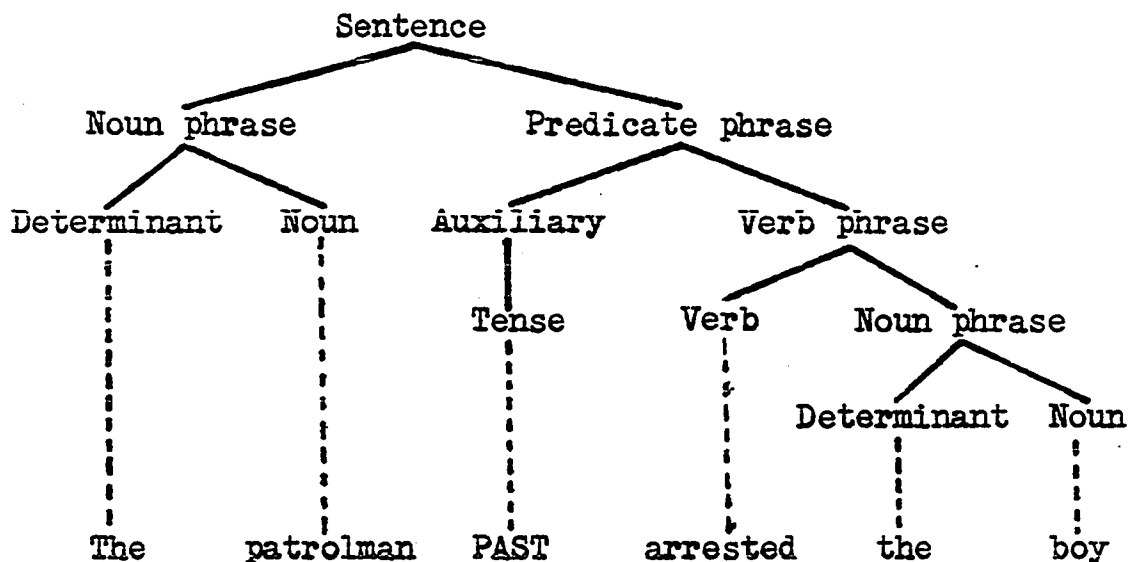 Sentence
Noun phrase Predicate phrase
Determinant Noun Auxiliary Verb phrase
Tense Verb Noun phrase
Determinant Noun
The patrolman PAST arrested the boy